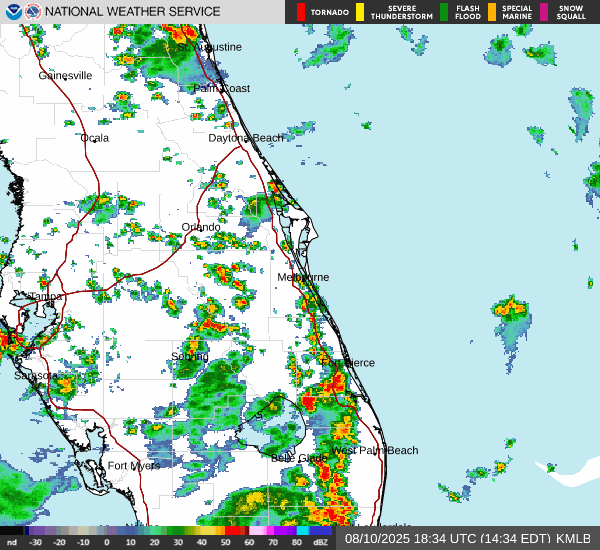 NATIONAL WEATHER SERVICE
TORNADO
SEVERE THUNDERSTORM
FLASH FLOOD
SPECIAL MARINE
SNOW SQUALL
St. Augustine
Gainesville
Palm Coast
Ocala
Daytona Beach
Orlando
Melbourne
Tampa
Sebring
Fort Pierce
Sarasota
West Palm Beach
Belle Glade
Fort Myers
nd -30 -20 -10 0 10 20 30 40 50 60 70 80 dBZ
08/10/2025 18:34 UTC (14:34 EDT) KMLB